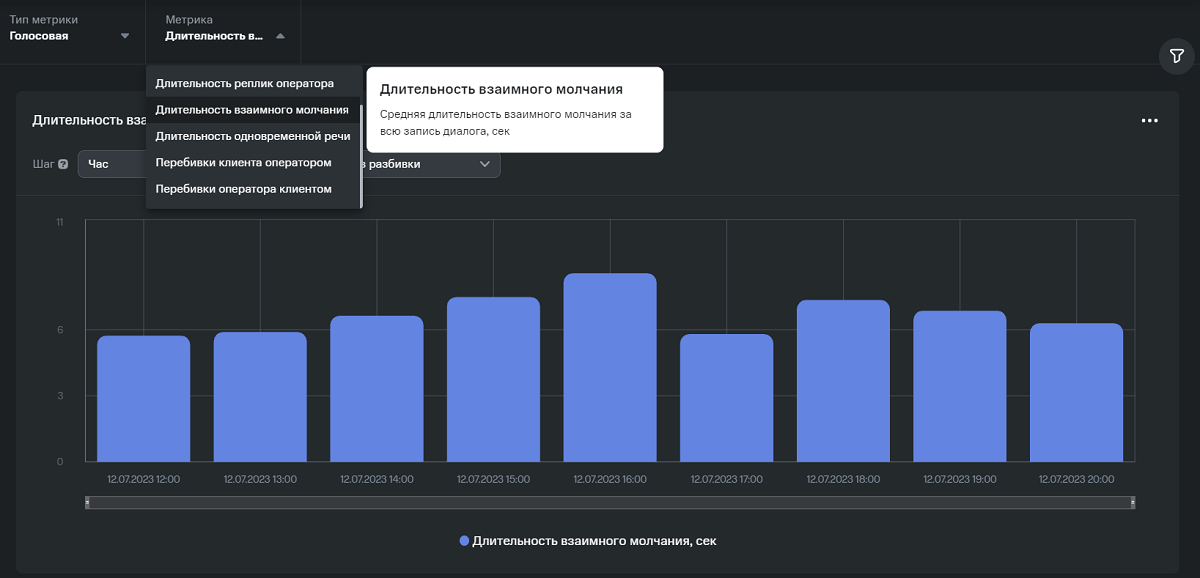 Тип метрики
Голосовая
Метрика
Длительность в...
Длительность реплик оператора
Длительность взаимного молчания
Длительность одновременной речи
Перебивки клиента оператором
Перебивки оператора клиентом
Длительность взаимного молчания
Средняя длительность взаимного молчания за
всю запись диалога, сек
Длительность вза
Шаг ?
Час
з разбивки
11
6
3
0
12.07.2023 12:00
12.07.2023 13:00
12.07.2023 14:00
12.07.2023 15:00
12.07.2023 16:00
12.07.2023 17:00
12.07.2023 18:00
12.07.2023 19:00
12.07.2023 20:00
Длительность взаимного молчания, сек